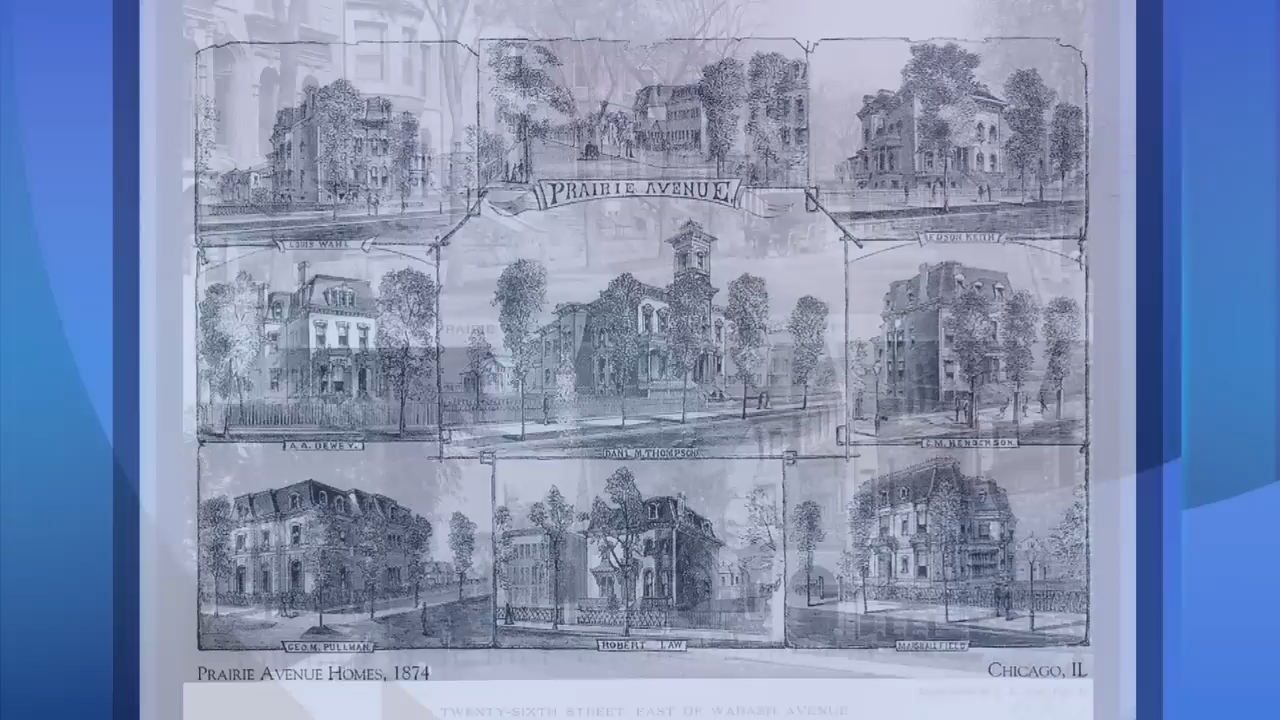 PRAIRIE AVENUE.
LOUIS WAHL
EDSON KEITH
A.A. DEWEY.
DANL M. THOMPSON
C.M. HENDERSON
GEO. M. PULLMAN
ROBERT LAW
MARSHALL FIELD
PRAIRIE AVENUE HOMES, 1874
CHICAGO, IL
TWENTY-SIXTH STREET EAST OF WABASH AVENUE